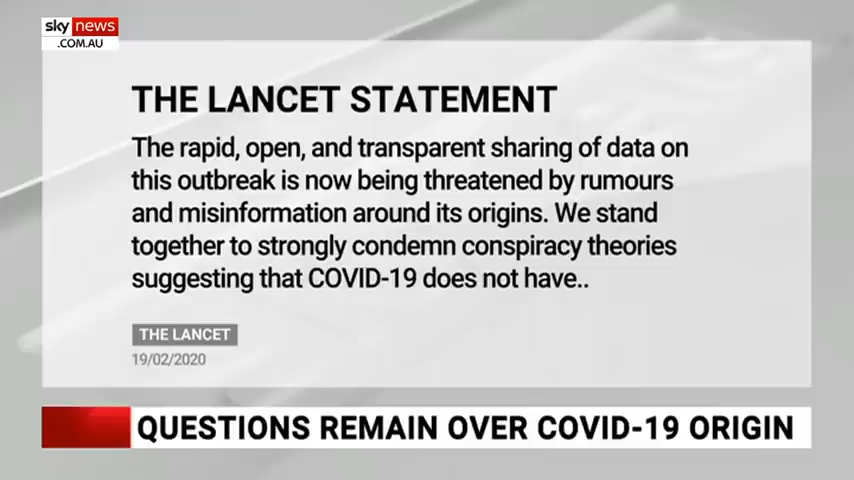 sky news
.COM.AU
THE LANCET STATEMENT
The rapid, open, and transparent sharing of data on
this outbreak is now being threatened by rumours
and misinformation around its origins. We stand
together to strongly condemn conspiracy theories
suggesting that COVID-19 does not have..
THE LANCET
19/02/2020
QUESTIONS REMAIN OVER COVID-19 ORIGIN